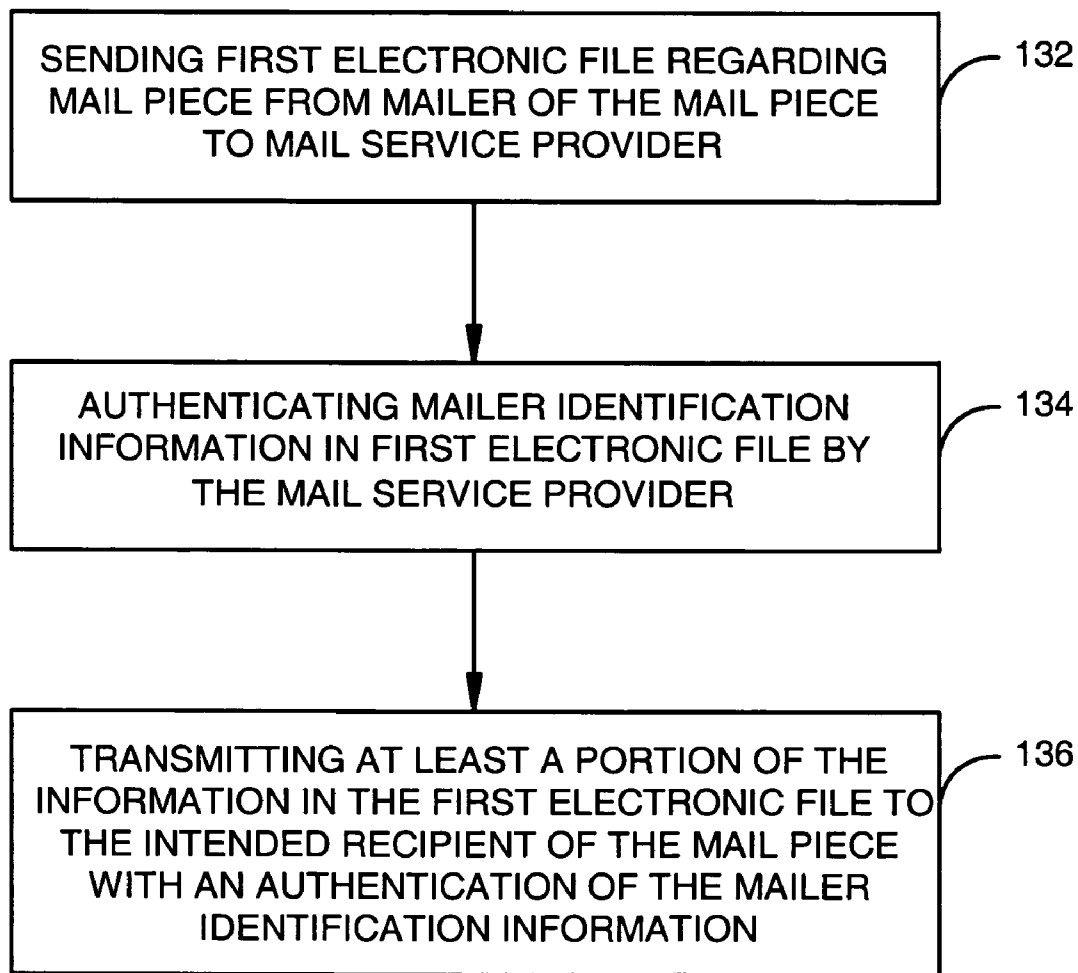 SENDING FIRST ELECTRONIC FILE REGARDING
MAIL PIECE FROM MAILER OF THE MAIL PIECE
TO MAIL SERVICE PROVIDER
132
AUTHENTICATING MAILER IDENTIFICATION
INFORMATION IN FIRST ELECTRONIC FILE BY
THE MAIL SERVICE PROVIDER
134
TRANSMITTING AT LEAST A PORTION OF THE
INFORMATION IN THE FIRST ELECTRONIC FILE TO
THE INTENDED RECIPIENT OF THE MAIL PIECE
WITH AN AUTHENTICATION OF THE MAILER
IDENTIFICATION INFORMATION
136